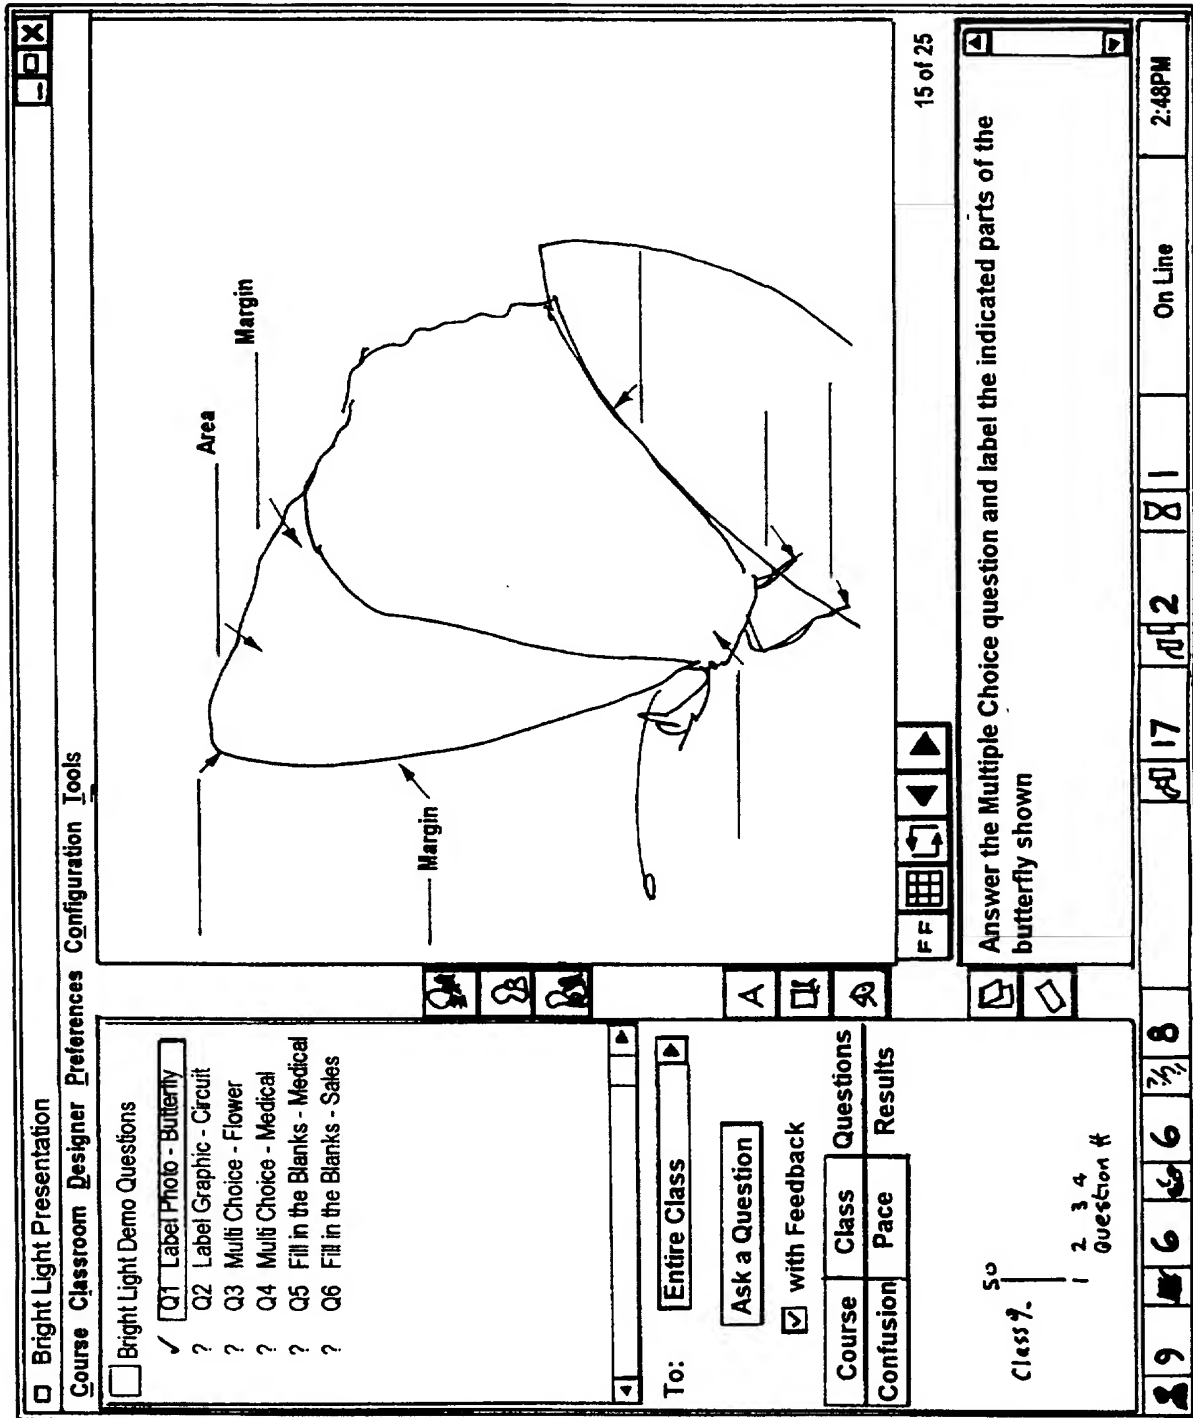 Bright Light Presentation
Course Classroom Designer Preferences Configuration Tools
Bright Light Demo Questions
✓ Q1 Label Photo - Butterfly
? Q2 Label Graphic - Circuit
? Q3 Multi Choice - Flower
? Q4 Multi Choice - Medical
? Q5 Fill in the Blanks - Medical
? Q6 Fill in the Blanks - Sales
To: Entire Class
Ask a Question
with Feedback
Course Class Questions
Confusion Pace Results
Class %
50
1 2 3 4
Question #
A
Area
Margin
Margin
FF
15 of 25
Answer the Multiple Choice question and label the indicated parts of the
butterfly shown
9 6 6 ?/? 8 17 2 1 On Line 2:48PM